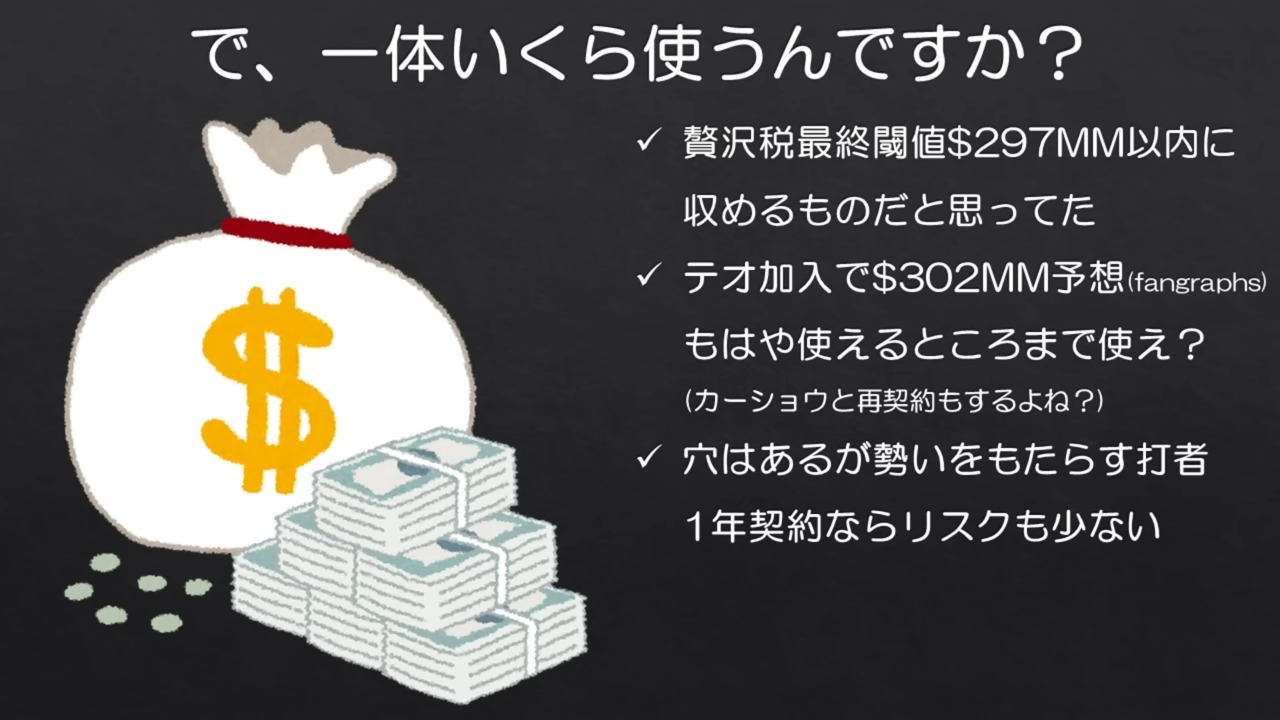 で、一体いくら使うんですか？
✓ 贅沢税最終閾値$297MM以内に
収めるものだと思ってた
✓ テオ加入で$302MM予想(fangraphs)
もはや使えるところまで使え？
(カーショウと再契約もするよね？)
✓ 穴はあるが勢いをもたらす打者
1年契約ならリスクも少ない
$